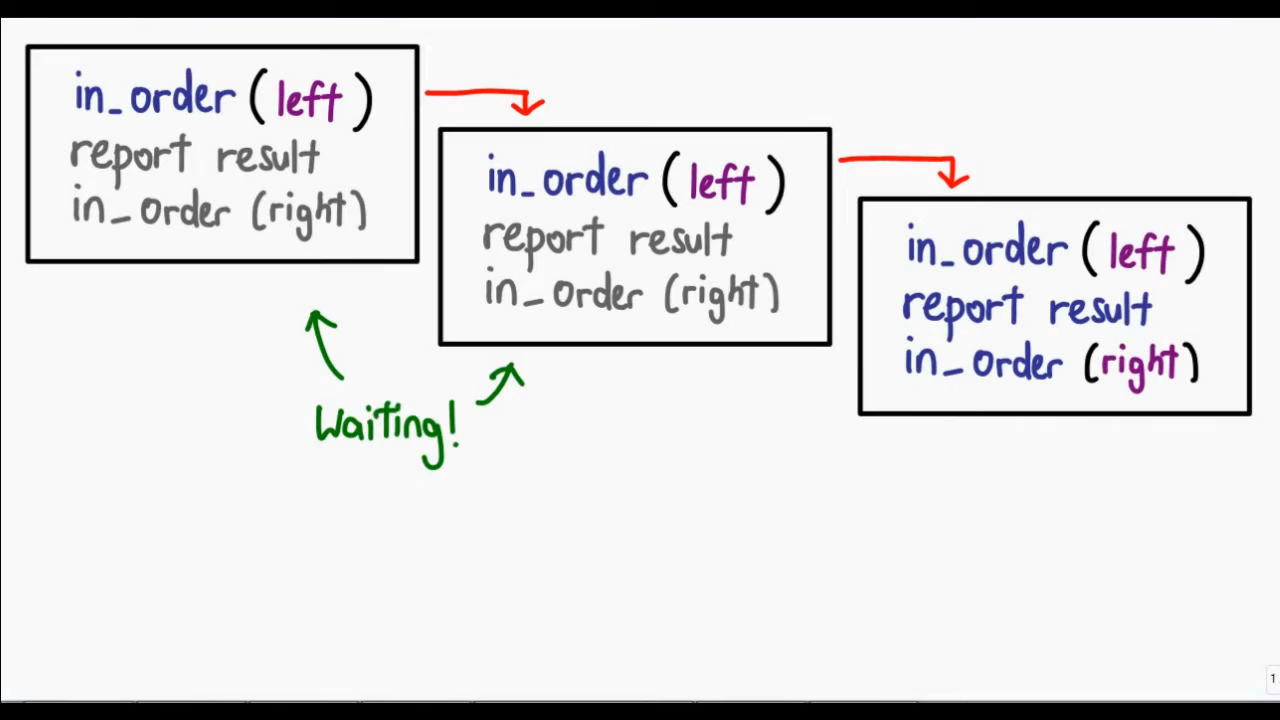 in_order (left)
report result
in_order (right)
in_order (left)
report result
in_order (right)
in_order (left)
report result
in_order (right)
Waiting!
1